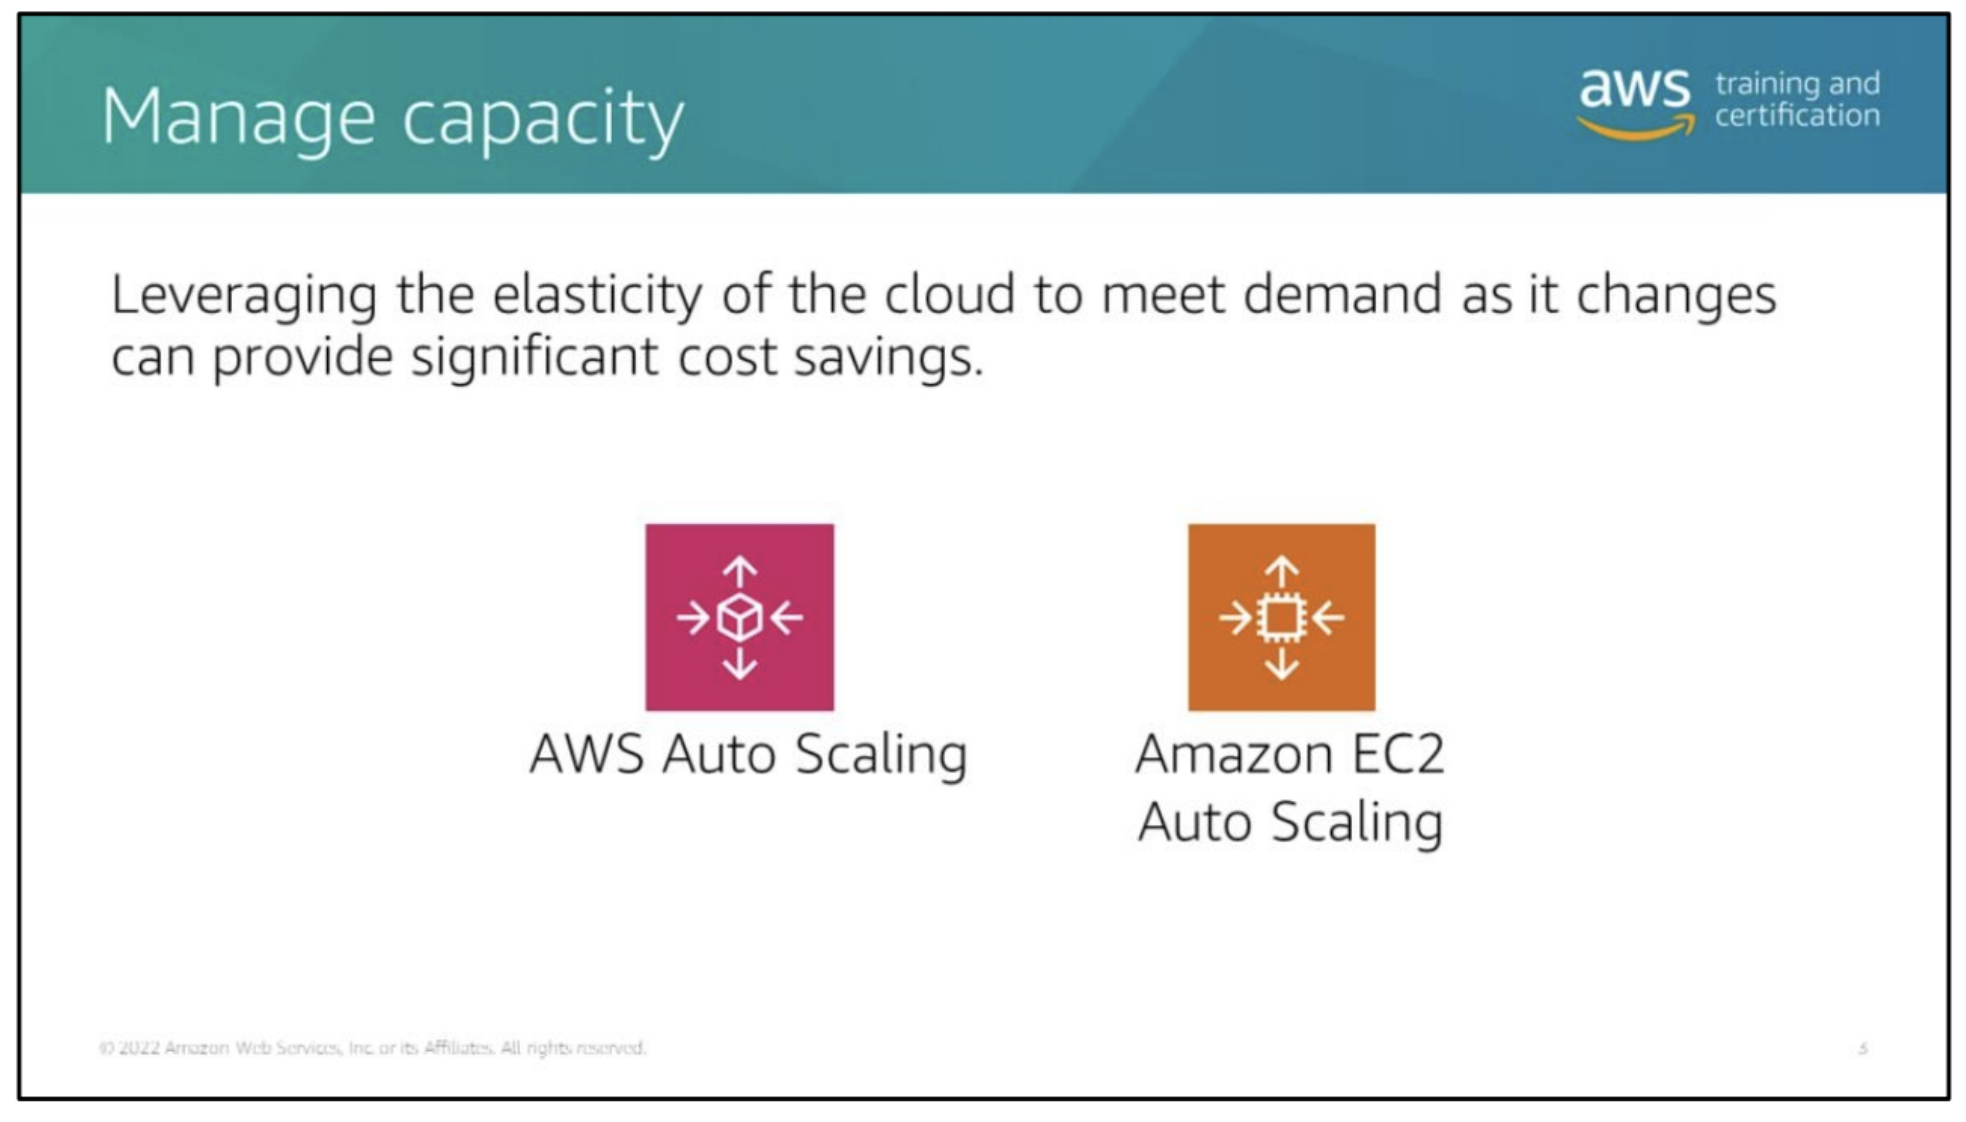 Manage capacity
aws training and
certification
Leveraging the elasticity of the cloud to meet demand as it changes
can provide significant cost savings.
AWS Auto Scaling
Amazon EC2
Auto Scaling
© 2022 Amazon Web Services, Inc. or its Affiliates. All rights reserved.